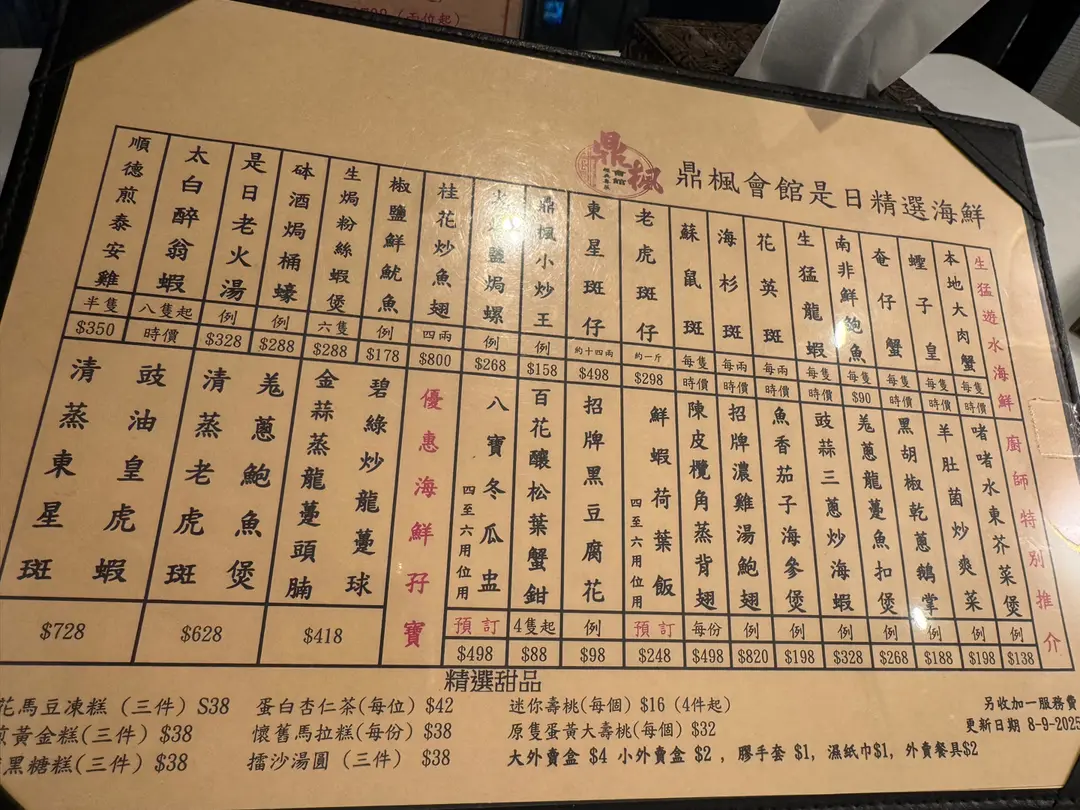 (兩位起)
鼎楓
會館
鼎楓會館是日精選海鮮
生猛遊水海鮮
本地大肉蟹 每隻 時價
蟶子皇 每隻 時價
奄仔蟹 每隻 時價
南非鮮鮑魚 每隻 $90
生猛龍蝦 每隻 時價
花英斑 每兩 時價
海杉斑 每兩 時價
蘇鼠斑 每隻 時價
老虎斑仔 約一斤 $298
東星斑仔 約十四兩 $498
鼎楓小炒王 例 $158
鹽焗螺 例 $268
桂花炒魚翅 四兩 $800
椒鹽鮮魷魚 例 $178
生焗粉絲蝦煲 六隻 $288
砵酒焗桶蠔 例 $288
是日老火湯 例 $328
太白醉翁蝦 八隻起 時價
順德煎泰安雞 半隻 $350
廚師特別推介
啫啫水東芥菜煲 例 $138
羊肚菌炒爽菜 例 $198
黑胡椒乾蔥鵝掌 例 $188
羗蔥龍躉魚扣煲 例 $268
豉蒜三蔥炒海蝦 例 $328
魚香茄子海參煲 例 $198
招牌濃雞湯鮑翅 例 $820
陳皮欖角蒸背翅 每份 $498
鮮蝦荷葉飯 四至六用位用 預訂 $248
招牌黑豆腐花 例 $98
百花釀松葉蟹鉗 4隻起 $88
八寶冬瓜盅 四至六用位用 預訂 $498
優惠海鮮孖寶
碧綠炒龍躉球
金蒜蒸龍躉頭腩
$418
羗蔥鮑魚煲
清蒸老虎斑
$628
豉油皇虎蝦
清蒸東星斑
$728
精選甜品
花馬豆凍糕 (三件) S38 蛋白杏仁茶(每位) $42 迷你壽桃(每個) $16 (4件起)
煎黃金糕(三件) $38 懷舊馬拉糕(每份) $38 原隻蛋黃大壽桃(每個) $32
黑糖糕(三件) $38 擂沙湯圓 (三件) $38 大外賣盒 $4 小外賣盒 $2 , 膠手套 $1, 濕紙巾$1, 外賣餐具$2
另收加一服務費
更新日期 8-9-2025